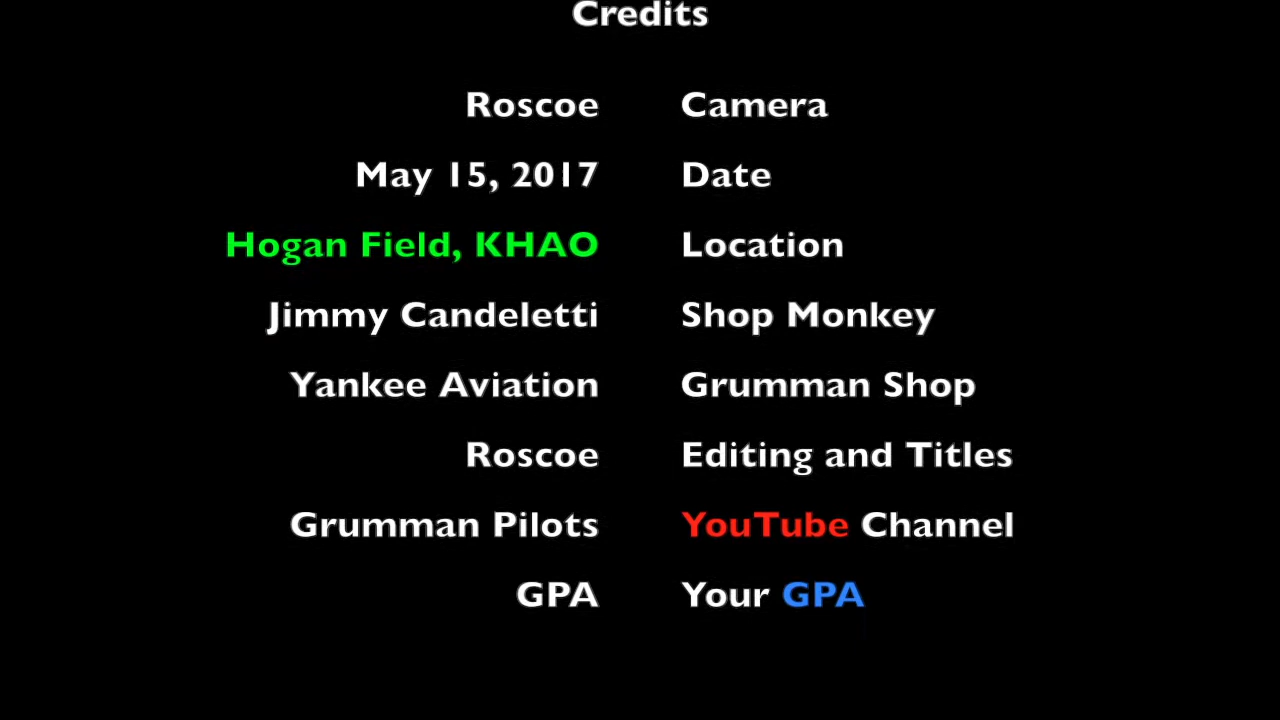 Credits
Roscoe Camera
May 15, 2017 Date
Hogan Field, KHAO Location
Jimmy Candeletti Shop Monkey
Yankee Aviation Grumman Shop
Roscoe Editing and Titles
Grumman Pilots YouTube Channel
GPA Your GPA